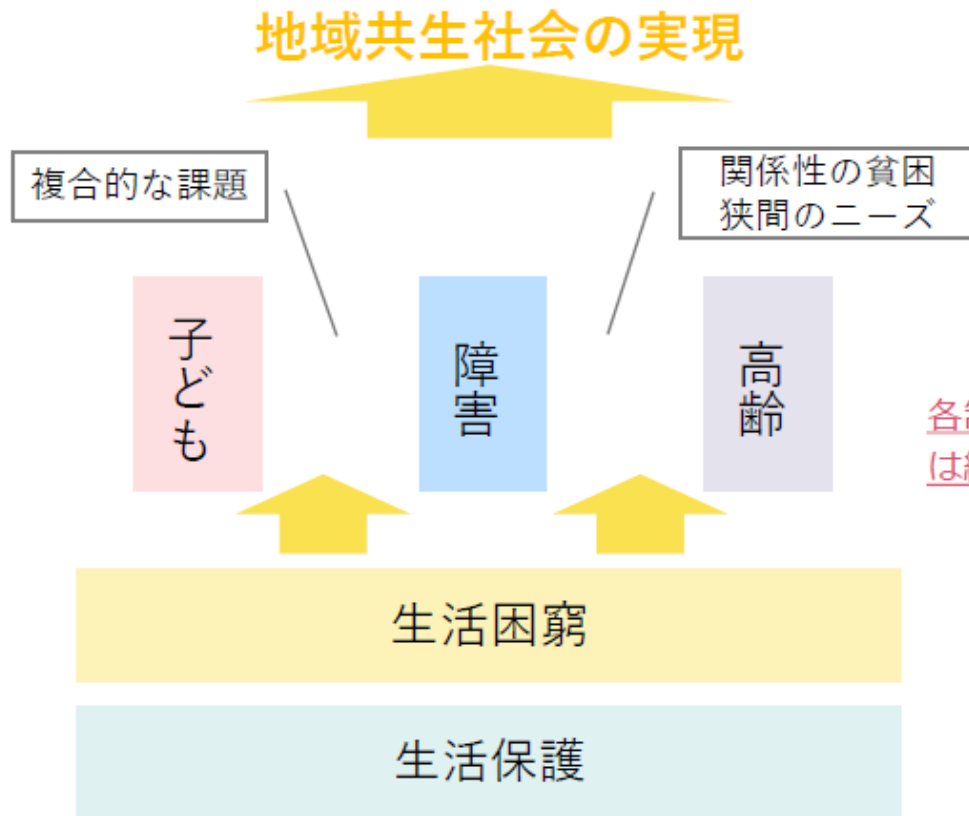 地域共生社会の実現
複合的な課題
関係性の貧困
狭間のニーズ
子ども
障害
高齢
各
は
生活困窮
生活保護